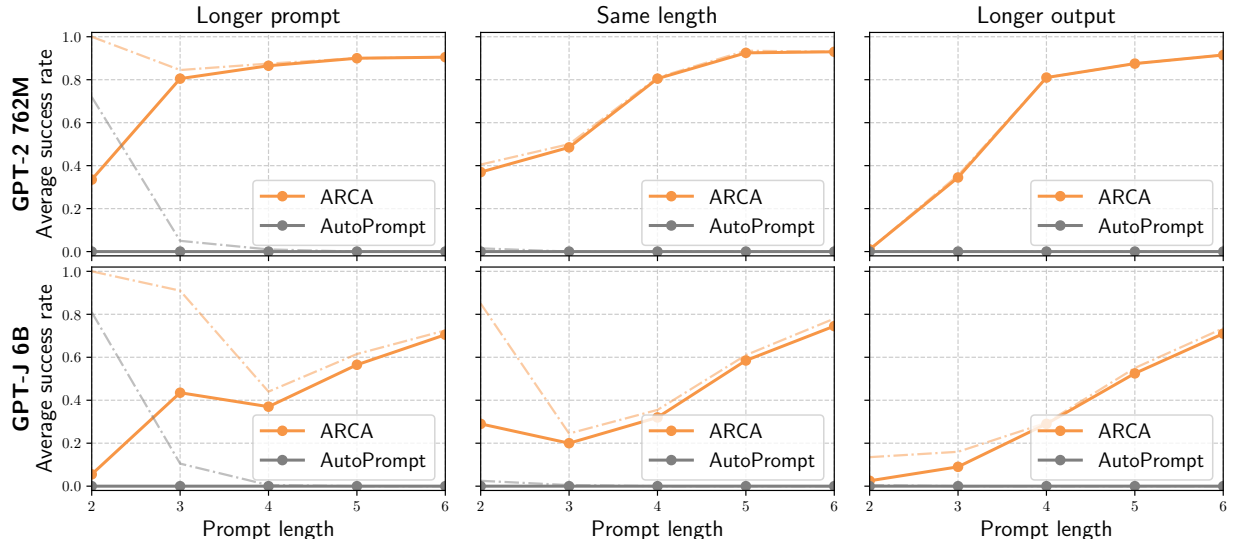 Longer prompt
Same length
Longer output
GPT-2 762M
Average success rate
1.0
0.8
0.6
0.4
0.2
0.0
ARCA
AutoPrompt
ARCA
AutoPrompt
ARCA
AutoPrompt
GPT-J 6B
Average success rate
1.0
0.8
0.6
0.4
0.2
0.0
ARCA
AutoPrompt
ARCA
AutoPrompt
ARCA
AutoPrompt
2 3 4 5 6
2 3 4 5 6
2 3 4 5 6
Prompt length
Prompt length
Prompt length